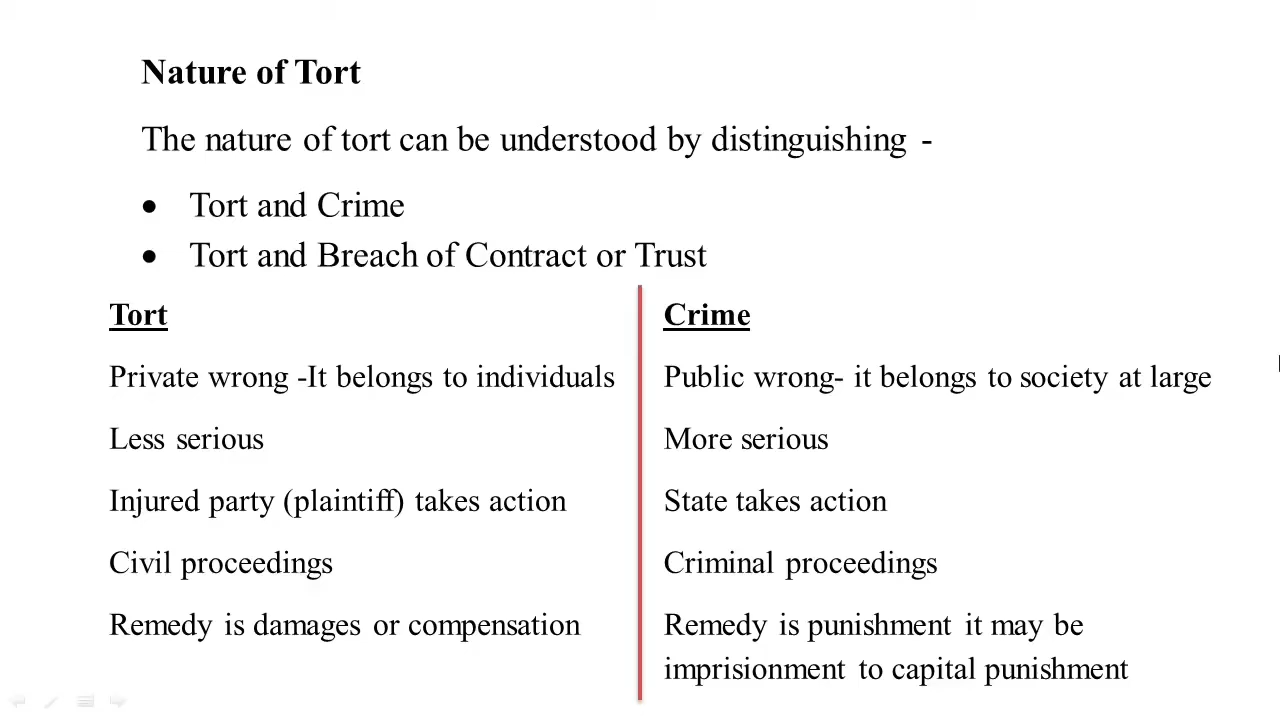 Nature of Tort
The nature of tort can be understood by distinguishing -
• Tort and Crime
• Tort and Breach of Contract or Trust
Tort
Private wrong -It belongs to individuals
Less serious
Injured party (plaintiff) takes action
Civil proceedings
Remedy is damages or compensation
Crime
Public wrong- it belongs to society at large
More serious
State takes action
Criminal proceedings
Remedy is punishment it may be
imprisionment to capital punishment